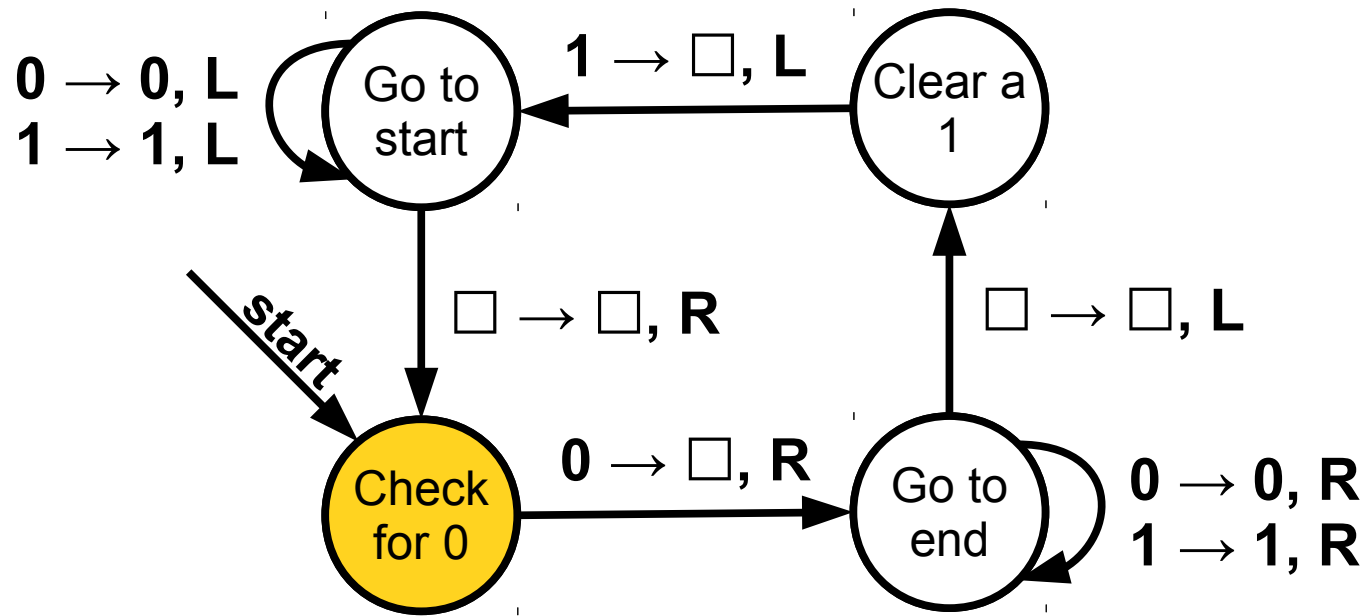 0 → 0, L
1 → 1, L
Go to
start
1 → □, L
Clear a
1
start
□ → □, R
□ → □, L
Check
for 0
0 → □, R
Go to
end
0 → 0, R
1 → 1, R